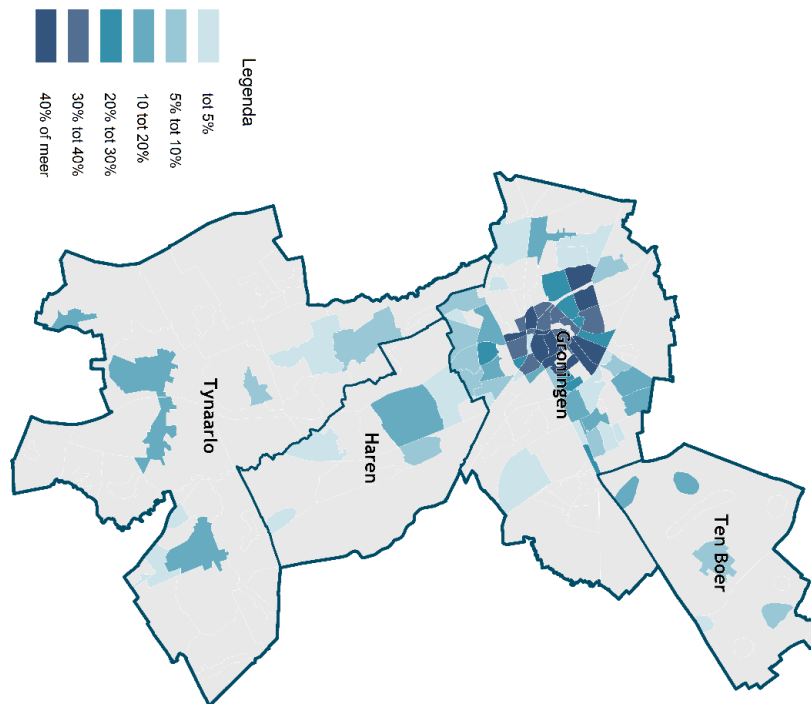 Legenda
tot 5%
5% tot 10%
10 tot 20%
20% tot 30%
30% tot 40%
40% of meer
Groningen
Ten Boer
Haren
Tynaarlo